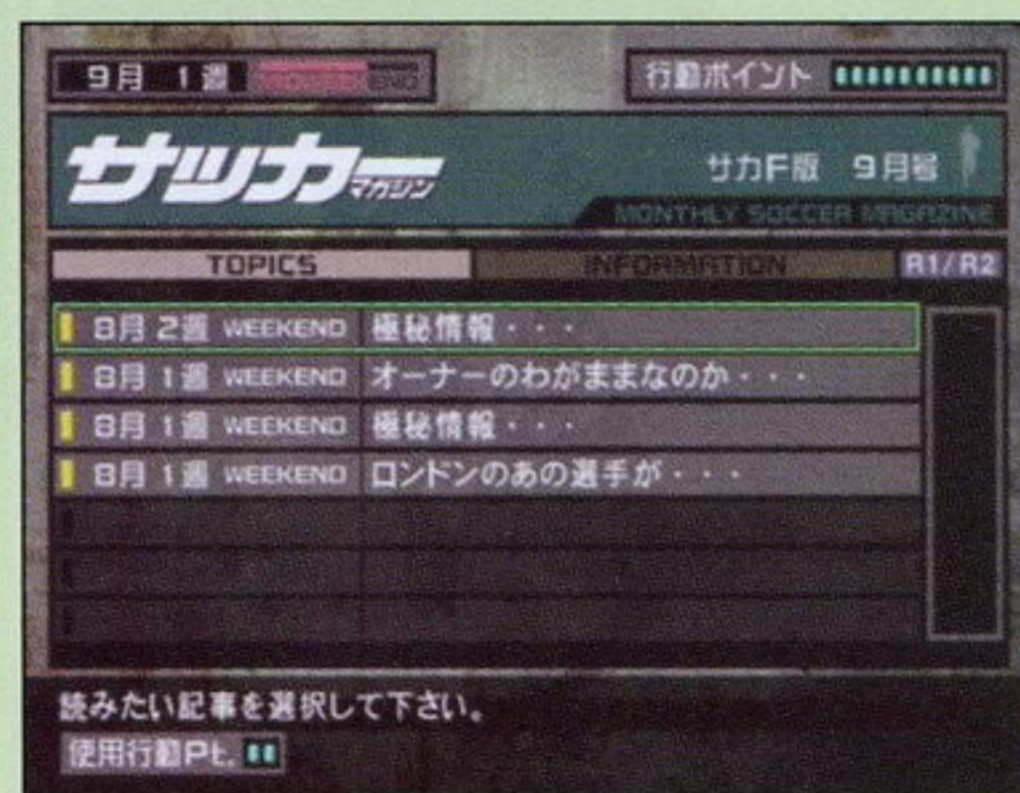 9月 1週
行動ポイント
サッカーマガジン
サカF版 9月号
MONTHLY SOCCER MAGAZINE
TOPICS INFORMATION R1/R2
8月 2週 WEEKEND 極秘情報・・・
8月 1週 WEEKEND オーナーのわがままなのか・・・
8月 1週 WEEKEND 極秘情報・・・
8月 1週 WEEKEND ロンドンのあの選手が・・・
読みたい記事を選択して下さい。
使用行動Pt.